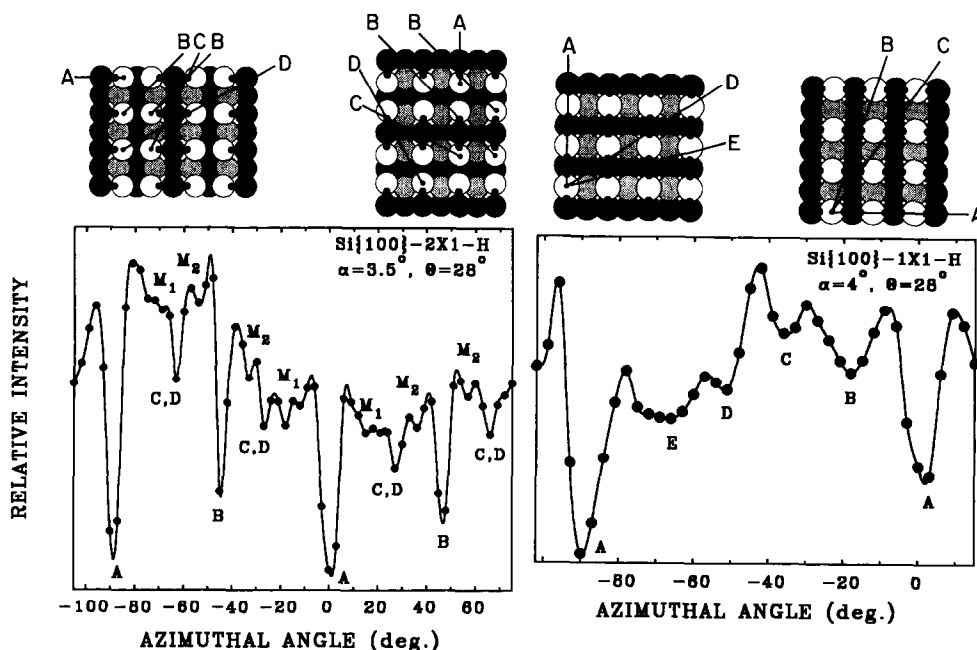 A B C B D
B B A D C
A D E
B C A
Si{100}-2X1-H
α=3.5°, θ=28°
M₁ M₂ C,D B A M₂ M₁ C,D A M₁ M₂ C,D B M₂ C,D
RELATIVE INTENSITY
-100 -80 -60 -40 -20 0 20 40 60
AZIMUTHAL ANGLE (deg.)
Si{100}-1X1-H
α=4°, θ=28°
A E D C B A
-80 -60 -40 -20 0
AZIMUTHAL ANGLE (deg.)